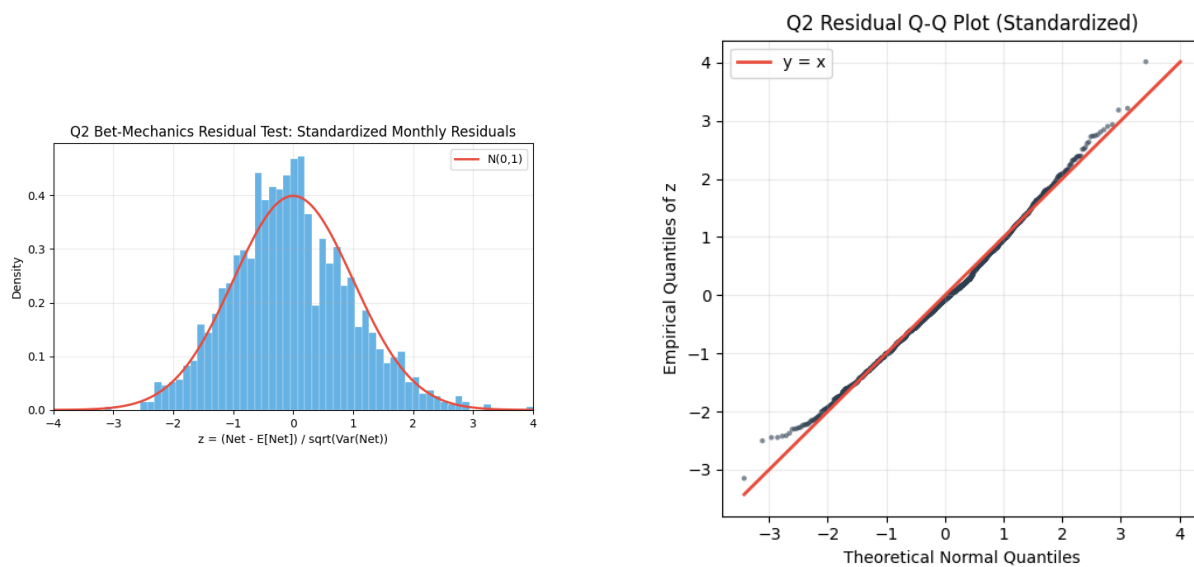 Q2 Bet-Mechanics Residual Test: Standardized Monthly Residuals
N(0,1)
Density
0.4
0.3
0.2
0.1
0.0
−4 −3 −2 −1 0 1 2 3 4
z = (Net - E[Net]) / sqrt(Var(Net))
Q2 Residual Q-Q Plot (Standardized)
y = x
Empirical Quantiles of z
4
3
2
1
0
−1
−2
−3
−3 −2 −1 0 1 2 3 4
Theoretical Normal Quantiles